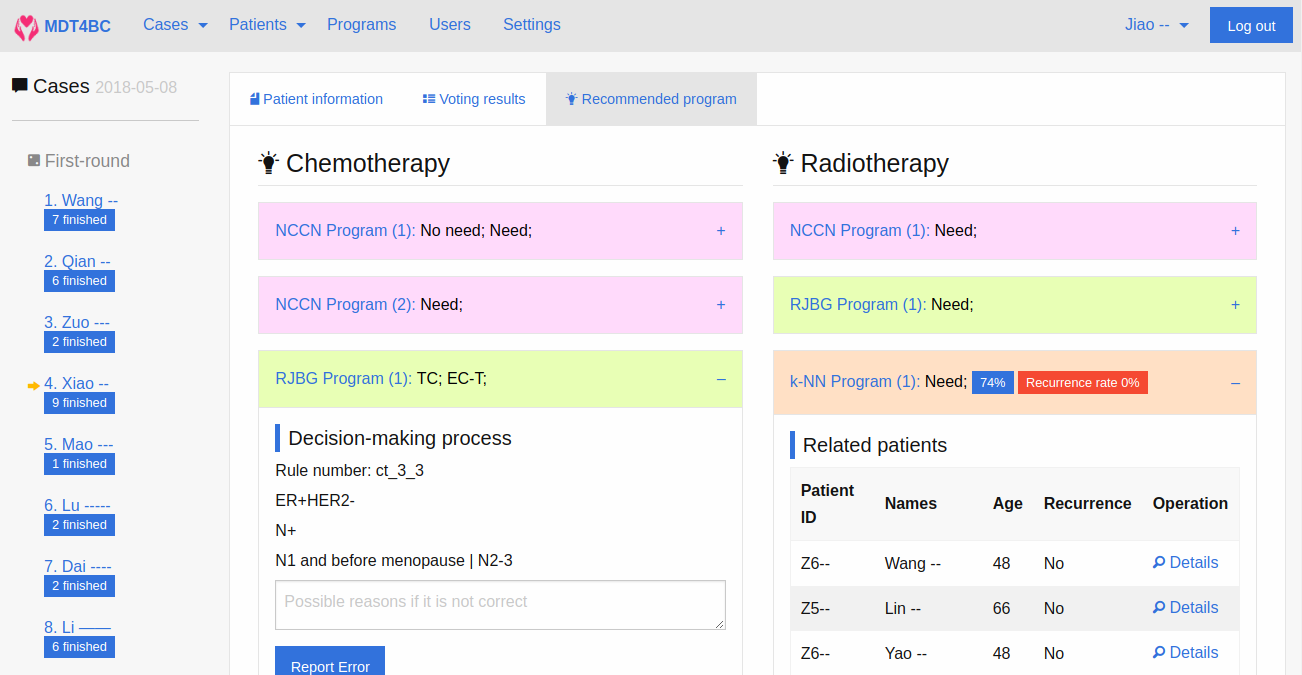 MDT4BC Cases Patients Programs Users Settings Jiao -- Log out
Cases 2018-05-08
First-round
1. Wang --
7 finished
2. Qian --
6 finished
3. Zuo ---
2 finished
4. Xiao --
9 finished
5. Mao ---
1 finished
6. Lu -----
2 finished
7. Dai ----
2 finished
8. Li ——
6 finished
Patient information Voting results Recommended program
Chemotherapy
NCCN Program (1): No need; Need; +
NCCN Program (2): Need; +
RJBG Program (1): TC; EC-T; –
Decision-making process
Rule number: ct_3_3
ER+HER2-
N+
N1 and before menopause | N2-3
Possible reasons if it is not correct
Report Error
Radiotherapy
NCCN Program (1): Need; +
RJBG Program (1): Need; +
k-NN Program (1): Need; 74% Recurrence rate 0% –
Related patients
Patient ID Names Age Recurrence Operation
Z6-- Wang -- 48 No Details
Z5-- Lin -- 66 No Details
Z6-- Yao -- 48 No Details